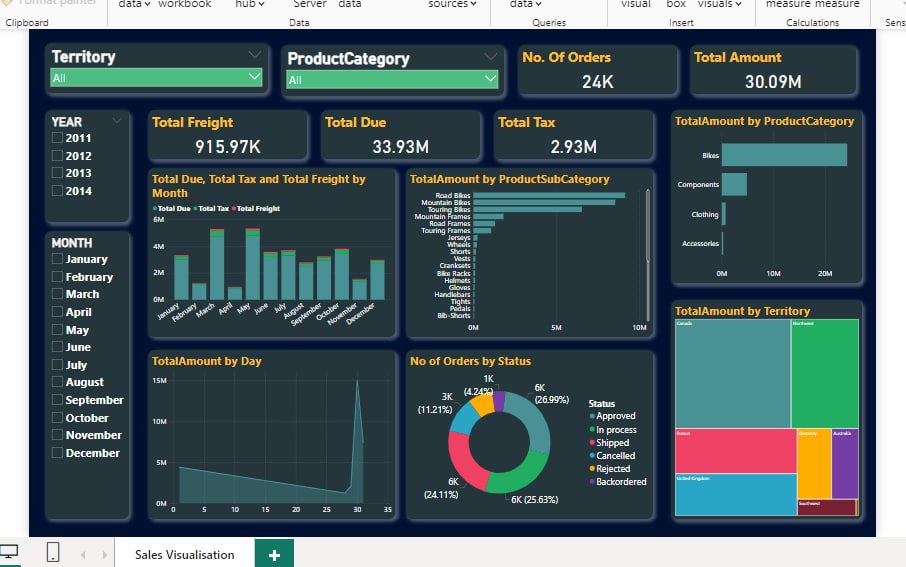 Format painter
data workbook hub Server data sources data visual box visuals measure measure
Clipboard Data Queries Insert Calculations Sens
Territory
All
ProductCategory
All
No. Of Orders
24K
Total Amount
30.09M
YEAR
2011
2012
2013
2014
Total Freight
915.97K
Total Due
33.93M
Total Tax
2.93M
TotalAmount by ProductCategory
Bikes
Components
Clothing
Accessories
0M 10M 20M
Total Due, Total Tax and Total Freight by
Month
Total Due Total Tax Total Freight
6M
4M
2M
0M
January February March April May June July August September October November December
TotalAmount by ProductSubCategory
Road Bikes
Mountain Bikes
Touring Bikes
Mountain Frames
Road Frames
Touring Frames
Jerseys
Wheels
Shorts
Vests
Cranksets
Bike Racks
Helmets
Gloves
Handlebars
Tights
Pedals
Bib-Shorts
0M 5M 10M
MONTH
January
February
March
April
May
June
July
August
September
October
November
December
TotalAmount by Day
15M
10M
5M
0M
0 5 10 15 20 25 30 35
No of Orders by Status
1K
(4.24%)
6K
(26.99%)
3K
(11.21%)
6K
(24.11%)
6K (25.63%)
Status
Approved
In process
Shipped
Cancelled
Rejected
Backordered
TotalAmount by Territory
Canada
Northwest
France
Germany
Australia
United Kingdom
Southwest
Sales Visualisation
+